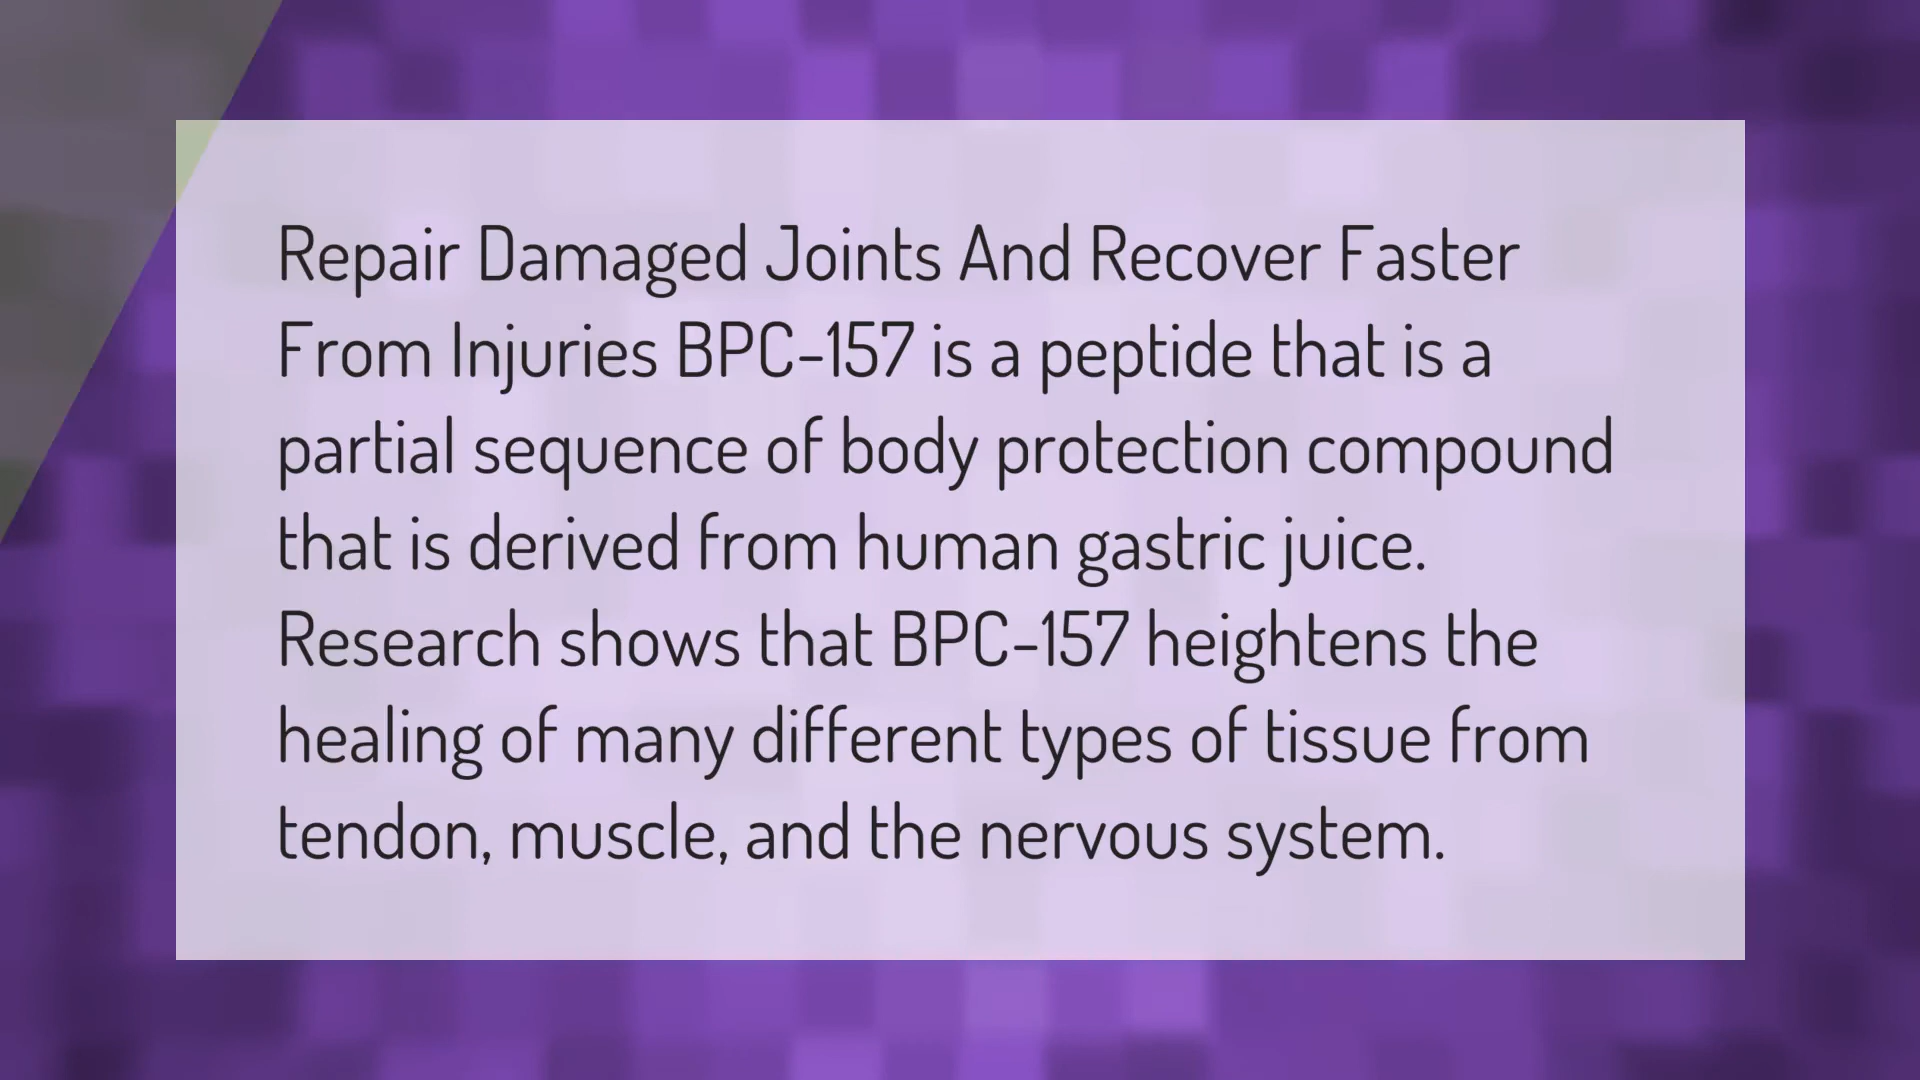 Repair Damaged Joints And Recover Faster
From Injuries BPC-157 is a peptide that is a
partial sequence of body protection compound
that is derived from human gastric juice.
Research shows that BPC-157 heightens the
healing of many different types of tissue from
tendon, muscle, and the nervous system.